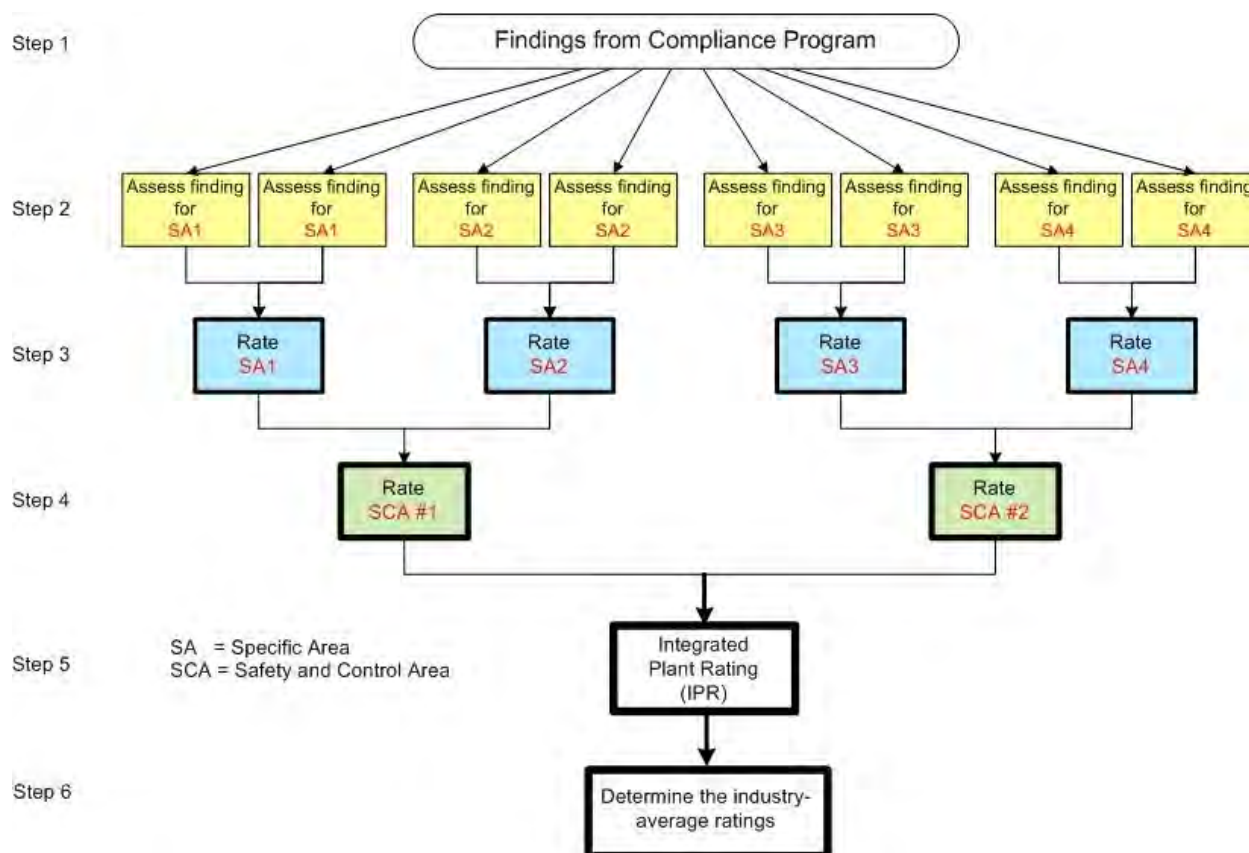 Step 1
Findings from Compliance Program
Step 2
Assess finding
for
SA1
Assess finding
for
SA1
Assess finding
for
SA2
Assess finding
for
SA2
Assess finding
for
SA3
Assess finding
for
SA3
Assess finding
for
SA4
Assess finding
for
SA4
Step 3
Rate
SA1
Rate
SA2
Rate
SA3
Rate
SA4
Step 4
Rate
SCA #1
Rate
SCA #2
Step 5
SA = Specific Area
SCA = Safety and Control Area
Integrated
Plant Rating
(IPR)
Step 6
Determine the industry-
average ratings